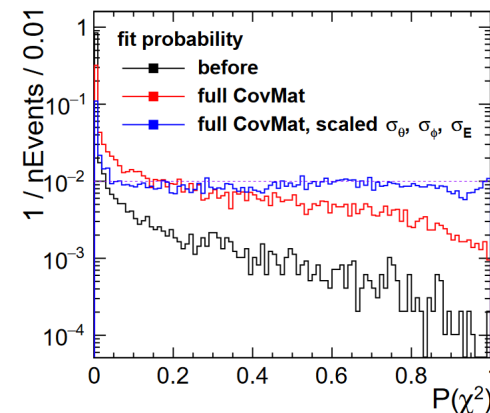 1 / nEvents / 0.01
1
10⁻¹
10⁻²
10⁻³
10⁻⁴
fit probability
before
full CovMat
full CovMat, scaled σθ, σϕ, σE
0 0.2 0.4 0.6 0.8
P(χ²)